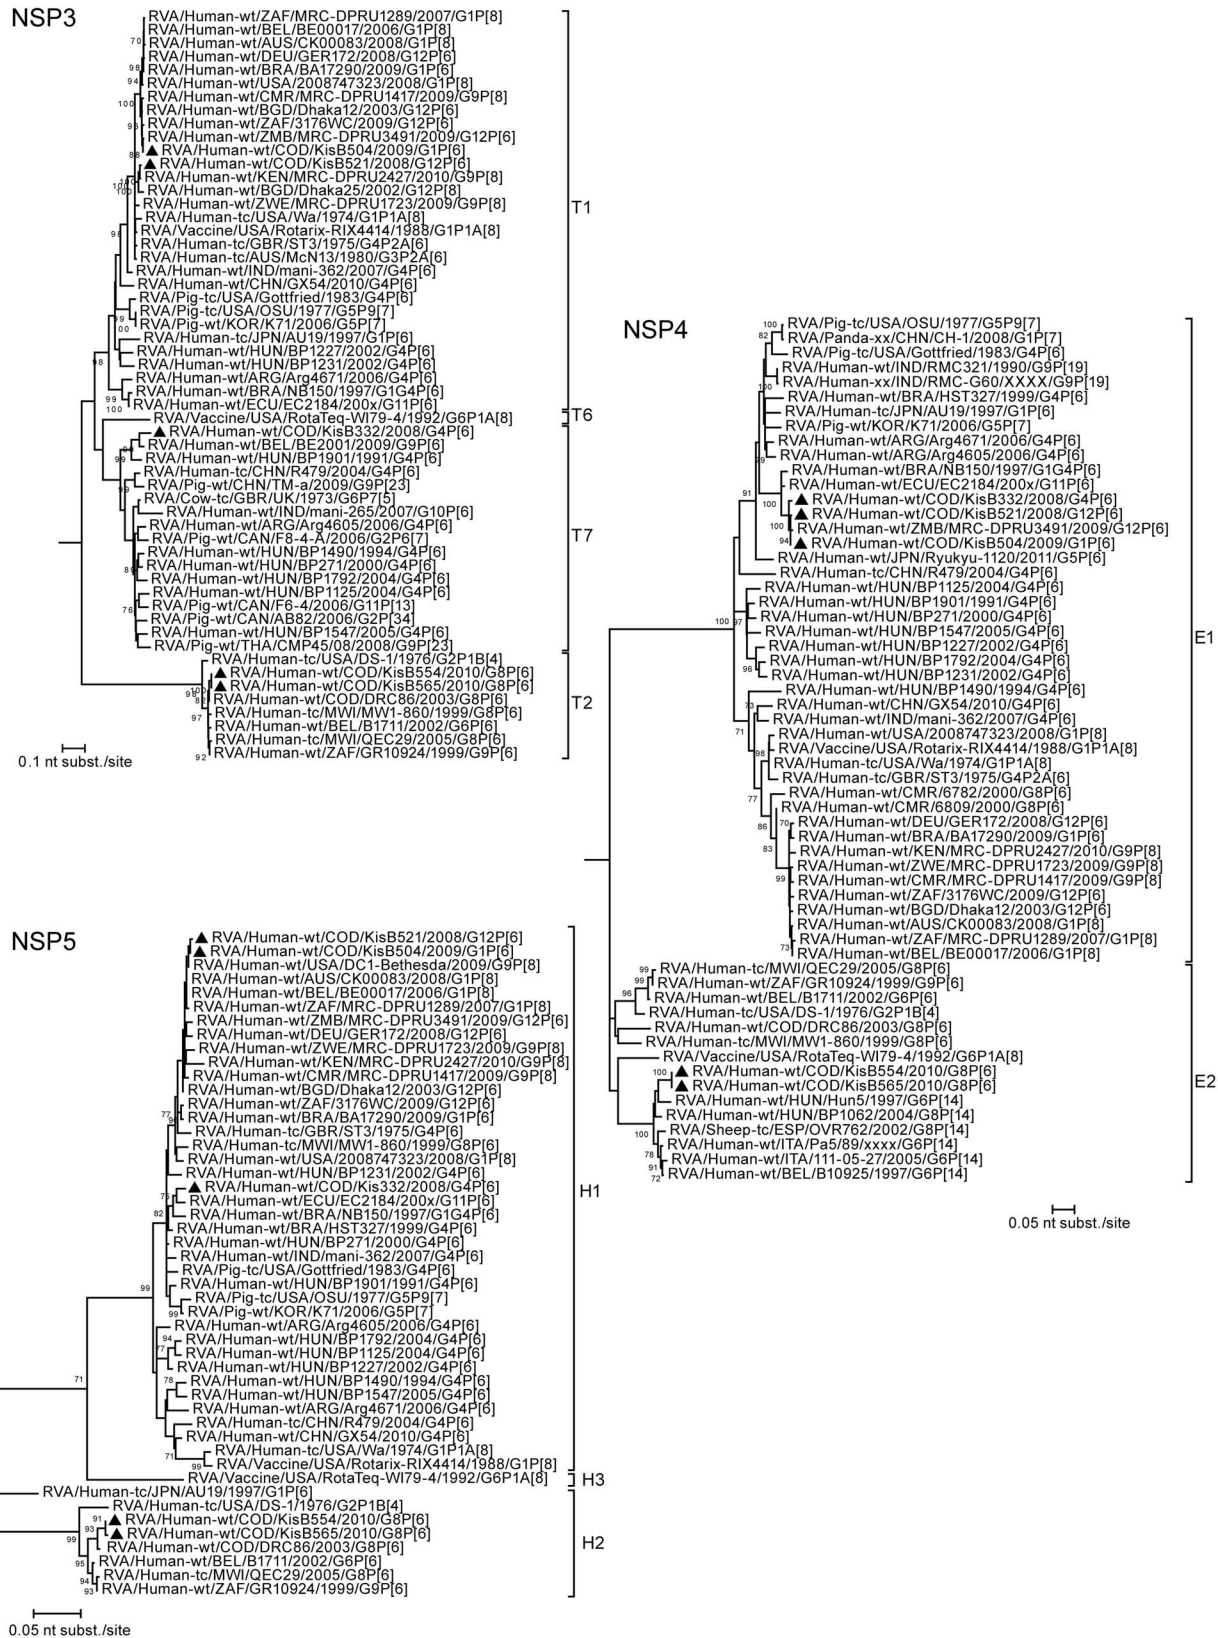 NSP3
RVA/Human-wt/ZAF/MRC-DPRU1289/2007/G1P[8]
RVA/Human-wt/BEL/BE00017/2006/G1P[8]
RVA/Human-wt/AUS/CK00083/2008/G1P[8]
RVA/Human-wt/DEU/GER172/2008/G12P[6]
RVA/Human-wt/BRA/BA17290/2009/G1P[6]
RVA/Human-wt/USA/2008747323/2008/G1P[8]
RVA/Human-wt/CMR/MRC-DPRU1417/2009/G9P[8]
RVA/Human-wt/BGD/Dhaka12/2003/G12P[6]
RVA/Human-wt/ZAF/3176WC/2009/G12P[6]
RVA/Human-wt/ZMB/MRC-DPRU3491/2009/G12P[6]
▲ RVA/Human-wt/COD/KisB504/2009/G1P[6]
▲ RVA/Human-wt/COD/KisB521/2008/G12P[6]
RVA/Human-wt/KEN/MRC-DPRU2427/2010/G9P[8]
RVA/Human-wt/BGD/Dhaka25/2002/G12P[8]
RVA/Human-wt/ZWE/MRC-DPRU1723/2009/G9P[8]
RVA/Human-tc/USA/Wa/1974/G1P1A[8]
RVA/Vaccine/USA/Rotarix-RIX4414/1988/G1P1A[8]
RVA/Human-tc/GBR/ST3/1975/G4P2A[6]
RVA/Human-tc/AUS/McN13/1980/G3P2A[6]
RVA/Human-wt/IND/mani-362/2007/G4P[6]
RVA/Human-wt/CHN/GX54/2010/G4P[6]
RVA/Pig-tc/USA/Gottfried/1983/G4P[6]
RVA/Pig-tc/USA/OSU/1977/G5P9[7]
RVA/Pig-wt/KOR/K71/2006/G5P[7]
RVA/Human-tc/JPN/AU19/1997/G1P[6]
RVA/Human-wt/HUN/BP1227/2002/G4P[6]
RVA/Human-wt/HUN/BP1231/2002/G4P[6]
RVA/Human-wt/ARG/Arg4671/2006/G4P[6]
RVA/Human-wt/BRA/NB150/1997/G1G4P[6]
RVA/Human-wt/ECU/EC2184/200x/G11P[6]
T1
RVA/Vaccine/USA/RotaTeq-WI79-4/1992/G6P1A[8]
T6
▲ RVA/Human-wt/COD/KisB332/2008/G4P[6]
RVA/Human-wt/BEL/BE2001/2009/G9P[6]
RVA/Human-wt/HUN/BP1901/1991/G4P[6]
RVA/Human-tc/CHN/R479/2004/G4P[6]
RVA/Pig-wt/CHN/TM-a/2009/G9P[23]
RVA/Cow-tc/GBR/UK/1973/G6P7[5]
RVA/Human-wt/IND/mani-265/2007/G10P[6]
RVA/Human-wt/ARG/Arg4605/2006/G4P[6]
RVA/Pig-wt/CAN/F8-4-A/2006/G2P6[7]
RVA/Human-wt/HUN/BP1490/1994/G4P[6]
RVA/Human-wt/HUN/BP271/2000/G4P[6]
RVA/Human-wt/HUN/BP1792/2004/G4P[6]
RVA/Human-wt/HUN/BP1125/2004/G4P[6]
RVA/Pig-wt/CAN/F6-4/2006/G11P[13]
RVA/Pig-wt/CAN/AB82/2006/G2P[34]
RVA/Human-wt/HUN/BP1547/2005/G4P[6]
RVA/Pig-wt/THA/CMP45/08/2008/G9P[23]
T7
RVA/Human-tc/USA/DS-1/1976/G2P1B[4]
▲ RVA/Human-wt/COD/KisB554/2010/G8P[6]
▲ RVA/Human-wt/COD/KisB565/2010/G8P[6]
RVA/Human-wt/COD/DRC86/2003/G8P[6]
RVA/Human-tc/MWI/MW1-860/1999/G8P[6]
RVA/Human-wt/BEL/B1711/2002/G6P[6]
RVA/Human-tc/MWI/QEC29/2005/G8P[6]
RVA/Human-wt/ZAF/GR10924/1999/G9P[6]
T2
0.1 nt subst./site
NSP4
RVA/Pig-tc/USA/OSU/1977/G5P9[7]
RVA/Panda-xx/CHN/CH-1/2008/G1P[7]
RVA/Pig-tc/USA/Gottfried/1983/G4P[6]
RVA/Human-wt/IND/RMC321/1990/G9P[19]
RVA/Human-xx/IND/RMC-G60/XXXX/G9P[19]
RVA/Human-wt/BRA/HST327/1999/G4P[6]
RVA/Human-tc/JPN/AU19/1997/G1P[6]
RVA/Pig-wt/KOR/K71/2006/G5P[7]
RVA/Human-wt/ARG/Arg4671/2006/G4P[6]
RVA/Human-wt/ARG/Arg4605/2006/G4P[6]
RVA/Human-wt/BRA/NB150/1997/G1G4P[6]
RVA/Human-wt/ECU/EC2184/200x/G11P[6]
▲ RVA/Human-wt/COD/KisB332/2008/G4P[6]
▲ RVA/Human-wt/COD/KisB521/2008/G12P[6]
RVA/Human-wt/ZMB/MRC-DPRU3491/2009/G12P[6]
▲ RVA/Human-wt/COD/KisB504/2009/G1P[6]
RVA/Human-wt/JPN/Ryukyu-1120/2011/G5P[6]
RVA/Human-tc/CHN/R479/2004/G4P[6]
RVA/Human-wt/HUN/BP1125/2004/G4P[6]
RVA/Human-wt/HUN/BP1901/1991/G4P[6]
RVA/Human-wt/HUN/BP271/2000/G4P[6]
RVA/Human-wt/HUN/BP1547/2005/G4P[6]
RVA/Human-wt/HUN/BP1227/2002/G4P[6]
RVA/Human-wt/HUN/BP1792/2004/G4P[6]
RVA/Human-wt/HUN/BP1231/2002/G4P[6]
RVA/Human-wt/HUN/BP1490/1994/G4P[6]
RVA/Human-wt/CHN/GX54/2010/G4P[6]
RVA/Human-wt/IND/mani-362/2007/G4P[6]
RVA/Human-wt/USA/2008747323/2008/G1P[8]
RVA/Vaccine/USA/Rotarix-RIX4414/1988/G1P1A[8]
RVA/Human-tc/USA/Wa/1974/G1P1A[8]
RVA/Human-tc/GBR/ST3/1975/G4P2A[6]
RVA/Human-wt/CMR/6782/2000/G8P[6]
RVA/Human-wt/CMR/6809/2000/G8P[6]
RVA/Human-wt/DEU/GER172/2008/G12P[6]
RVA/Human-wt/BRA/BA17290/2009/G1P[6]
RVA/Human-wt/KEN/MRC-DPRU2427/2010/G9P[8]
RVA/Human-wt/ZWE/MRC-DPRU1723/2009/G9P[8]
RVA/Human-wt/CMR/MRC-DPRU1417/2009/G9P[8]
RVA/Human-wt/ZAF/3176WC/2009/G12P[6]
RVA/Human-wt/BGD/Dhaka12/2003/G12P[6]
RVA/Human-wt/AUS/CK00083/2008/G1P[8]
RVA/Human-wt/ZAF/MRC-DPRU1289/2007/G1P[8]
RVA/Human-wt/BEL/BE00017/2006/G1P[8]
E1
RVA/Human-tc/MWI/QEC29/2005/G8P[6]
RVA/Human-wt/ZAF/GR10924/1999/G9P[6]
RVA/Human-wt/BEL/B1711/2002/G6P[6]
RVA/Human-tc/USA/DS-1/1976/G2P1B[4]
RVA/Human-wt/COD/DRC86/2003/G8P[6]
RVA/Human-tc/MWI/MW1-860/1999/G8P[6]
RVA/Vaccine/USA/RotaTeq-WI79-4/1992/G6P1A[8]
▲ RVA/Human-wt/COD/KisB554/2010/G8P[6]
▲ RVA/Human-wt/COD/KisB565/2010/G8P[6]
RVA/Human-wt/HUN/Hun5/1997/G6P[14]
RVA/Human-wt/HUN/BP1062/2004/G8P[14]
RVA/Sheep-tc/ESP/OVR762/2002/G8P[14]
RVA/Human-wt/ITA/Pa5/89/xxxx/G6P[14]
RVA/Human-wt/ITA/111-05-27/2005/G6P[14]
RVA/Human-wt/BEL/B10925/1997/G6P[14]
E2
0.05 nt subst./site
NSP5
▲ RVA/Human-wt/COD/KisB521/2008/G12P[6]
▲ RVA/Human-wt/COD/KisB504/2009/G1P[6]
RVA/Human-wt/USA/DC1-Bethesda/2009/G9P[8]
RVA/Human-wt/AUS/CK00083/2008/G1P[8]
RVA/Human-wt/BEL/BE00017/2006/G1P[8]
RVA/Human-wt/ZAF/MRC-DPRU1289/2007/G1P[8]
RVA/Human-wt/ZMB/MRC-DPRU3491/2009/G12P[6]
RVA/Human-wt/DEU/GER172/2008/G12P[6]
RVA/Human-wt/ZWE/MRC-DPRU1723/2009/G9P[8]
RVA/Human-wt/KEN/MRC-DPRU2427/2010/G9P[8]
RVA/Human-wt/CMR/MRC-DPRU1417/2009/G9P[8]
RVA/Human-wt/BGD/Dhaka12/2003/G12P[6]
RVA/Human-wt/ZAF/3176WC/2009/G12P[6]
RVA/Human-wt/BRA/BA17290/2009/G1P[6]
RVA/Human-tc/GBR/ST3/1975/G4P[6]
RVA/Human-tc/MWI/MW1-860/1999/G8P[6]
RVA/Human-wt/USA/2008747323/2008/G1P[8]
RVA/Human-wt/HUN/BP1231/2002/G4P[6]
▲ RVA/Human-wt/COD/Kis332/2008/G4P[6]
RVA/Human-wt/ECU/EC2184/200x/G11P[6]
RVA/Human-wt/BRA/NB150/1997/G1G4P[6]
RVA/Human-wt/BRA/HST327/1999/G4P[6]
RVA/Human-wt/HUN/BP271/2000/G4P[6]
RVA/Human-wt/IND/mani-362/2007/G4P[6]
RVA/Pig-tc/USA/Gottfried/1983/G4P[6]
RVA/Human-wt/HUN/BP1901/1991/G4P[6]
RVA/Pig-tc/USA/OSU/1977/G5P9[7]
RVA/Pig-wt/KOR/K71/2006/G5P[7]
RVA/Human-wt/ARG/Arg4605/2006/G4P[6]
RVA/Human-wt/HUN/BP1792/2004/G4P[6]
RVA/Human-wt/HUN/BP1125/2004/G4P[6]
RVA/Human-wt/HUN/BP1227/2002/G4P[6]
RVA/Human-wt/HUN/BP1490/1994/G4P[6]
RVA/Human-wt/HUN/BP1547/2005/G4P[6]
RVA/Human-wt/ARG/Arg4671/2006/G4P[6]
RVA/Human-tc/CHN/R479/2004/G4P[6]
RVA/Human-wt/CHN/GX54/2010/G4P[6]
RVA/Human-tc/USA/Wa/1974/G1P1A[8]
RVA/Vaccine/USA/Rotarix-RIX4414/1988/G1P[8]
H1
RVA/Vaccine/USA/RotaTeq-WI79-4/1992/G6P1A[8]
H3
RVA/Human-tc/JPN/AU19/1997/G1P[6]
RVA/Human-tc/USA/DS-1/1976/G2P1B[4]
▲ RVA/Human-wt/COD/KisB554/2010/G8P[6]
▲ RVA/Human-wt/COD/KisB565/2010/G8P[6]
RVA/Human-wt/COD/DRC86/2003/G8P[6]
RVA/Human-wt/BEL/B1711/2002/G6P[6]
RVA/Human-tc/MWI/QEC29/2005/G8P[6]
RVA/Human-wt/ZAF/GR10924/1999/G9P[6]
H2
0.05 nt subst./site